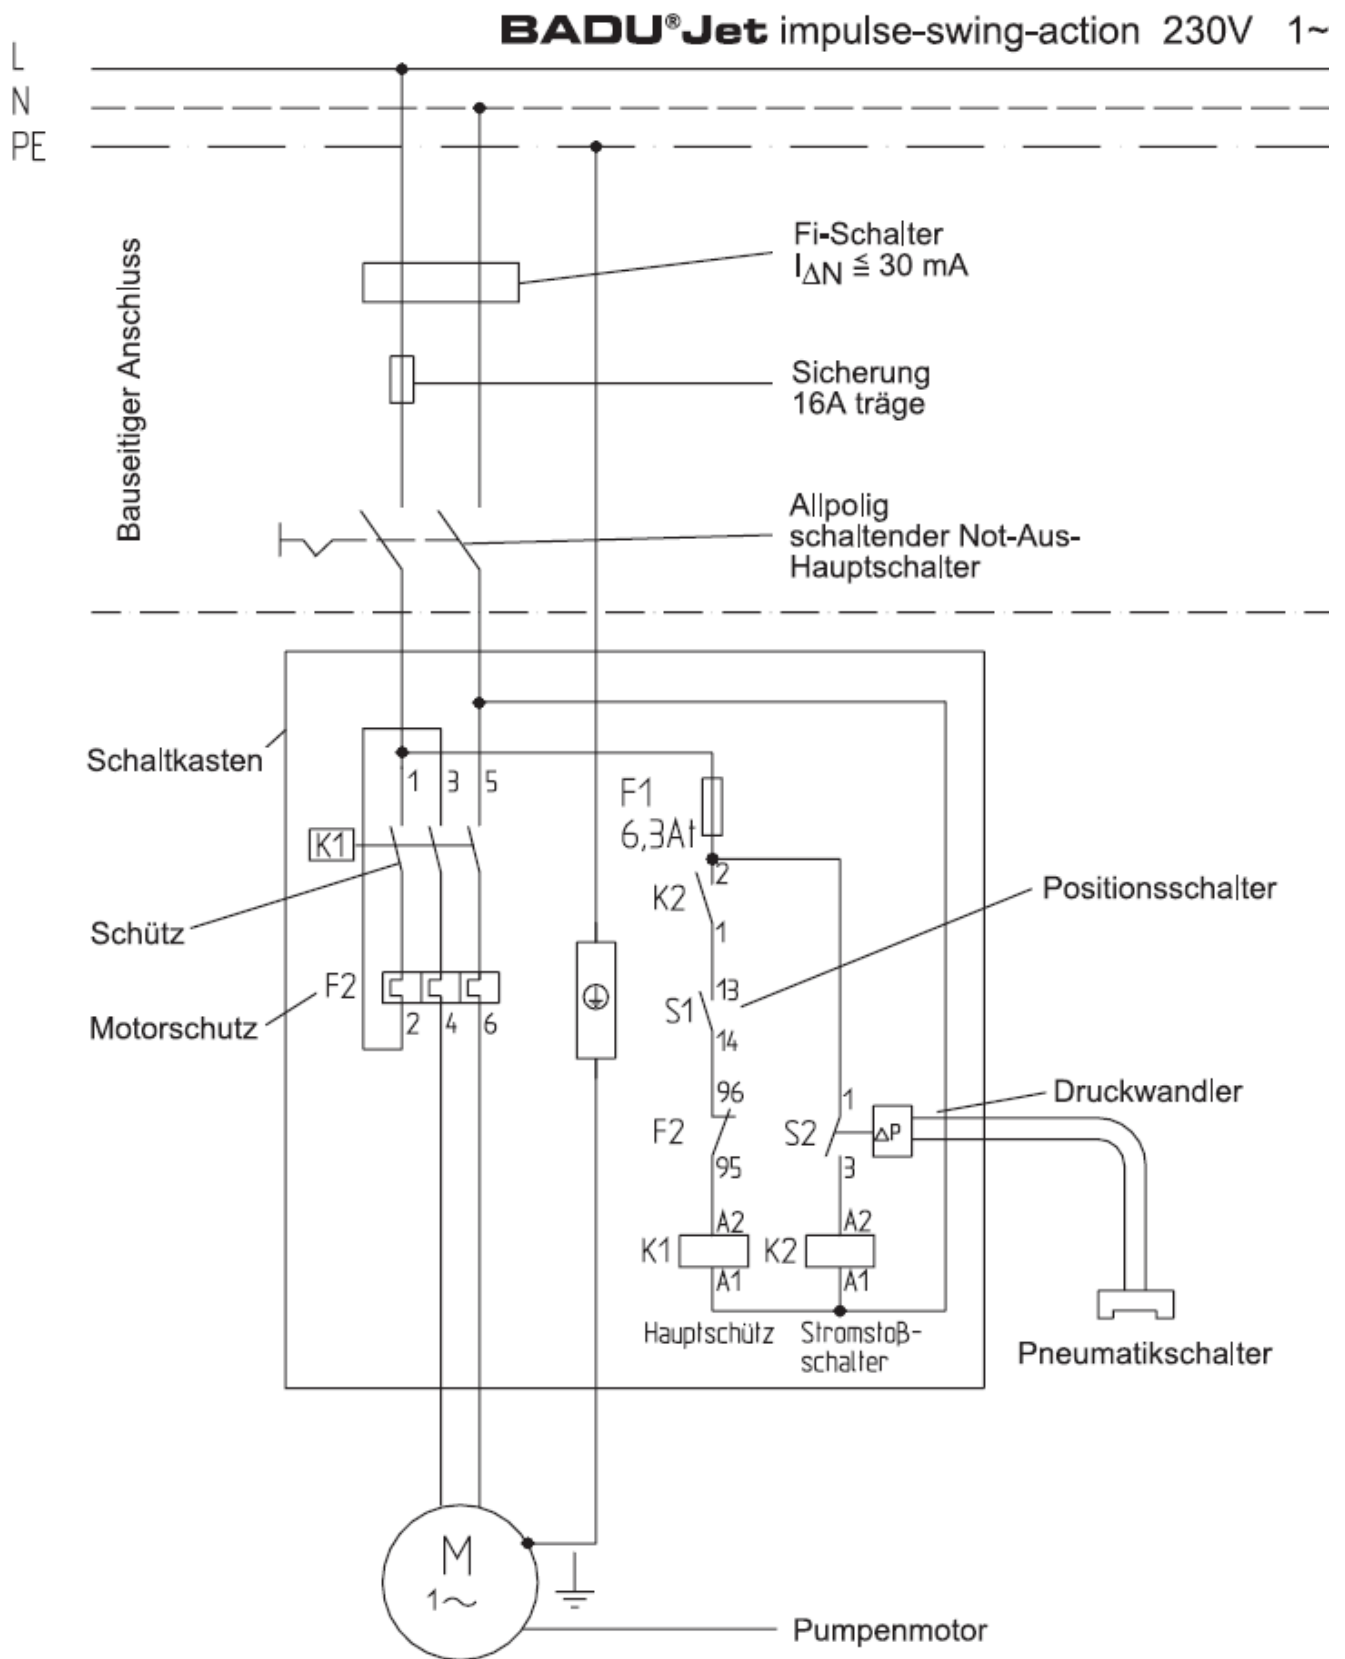 BADU®Jet impulse-swing-action 230V 1~
L
N
PE
Bauseitiger Anschluss
Fi-Schalter
IΔN ≦ 30 mA
Sicherung
16A träge
Allpolig
schaltender Not-Aus-
Hauptschalter
Schaltkasten
1 3 5
K1
Schütz
F2
Motorschutz
2 4 6
F1
6,3At
2
K2
1
Positionsschalter
13
S1
14
96
F2
95
1
S2
3
ΔP
Druckwandler
A2
K1
A1
A2
K2
A1
Hauptschütz
Stromstoß-
schalter
Pneumatikschalter
M
1~
Pumpenmotor